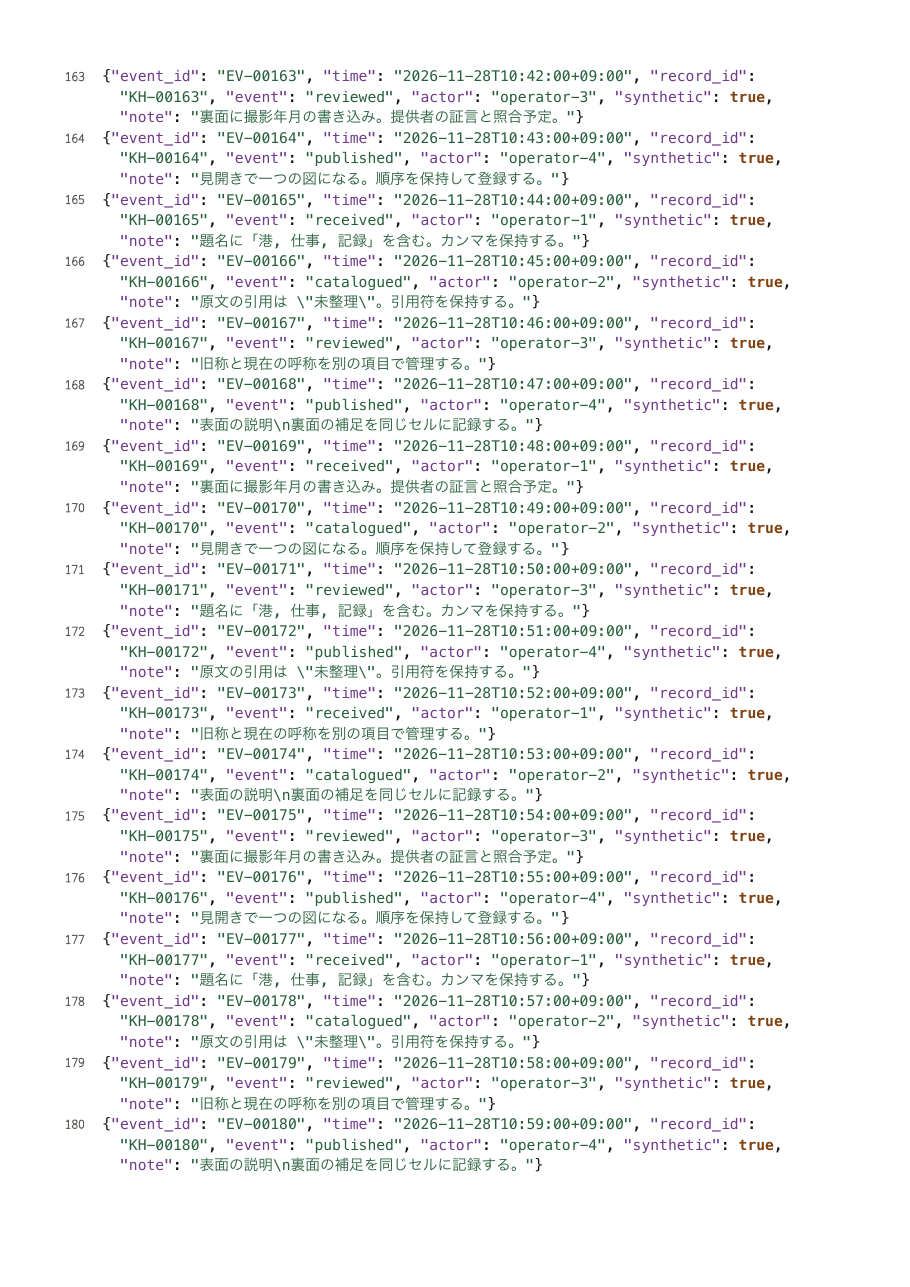 163 {"event_id": "EV-00163", "time": "2026-11-28T10:42:00+09:00", "record_id":
"KH-00163", "event": "reviewed", "actor": "operator-3", "synthetic": true,
"note": "裏面に撮影年月の書き込み。提供者の証言と照合予定。"}
164 {"event_id": "EV-00164", "time": "2026-11-28T10:43:00+09:00", "record_id":
"KH-00164", "event": "published", "actor": "operator-4", "synthetic": true,
"note": "見開きで一つの図になる。順序を保持して登録する。"}
165 {"event_id": "EV-00165", "time": "2026-11-28T10:44:00+09:00", "record_id":
"KH-00165", "event": "received", "actor": "operator-1", "synthetic": true,
"note": "題名に「港, 仕事, 記録」を含む。カンマを保持する。"}
166 {"event_id": "EV-00166", "time": "2026-11-28T10:45:00+09:00", "record_id":
"KH-00166", "event": "catalogued", "actor": "operator-2", "synthetic": true,
"note": "原文の引用は \"未整理\"。引用符を保持する。"}
167 {"event_id": "EV-00167", "time": "2026-11-28T10:46:00+09:00", "record_id":
"KH-00167", "event": "reviewed", "actor": "operator-3", "synthetic": true,
"note": "旧称と現在の呼称を別の項目で管理する。"}
168 {"event_id": "EV-00168", "time": "2026-11-28T10:47:00+09:00", "record_id":
"KH-00168", "event": "published", "actor": "operator-4", "synthetic": true,
"note": "表面の説明\n裏面の補足を同じセルに記録する。"}
169 {"event_id": "EV-00169", "time": "2026-11-28T10:48:00+09:00", "record_id":
"KH-00169", "event": "received", "actor": "operator-1", "synthetic": true,
"note": "裏面に撮影年月の書き込み。提供者の証言と照合予定。"}
170 {"event_id": "EV-00170", "time": "2026-11-28T10:49:00+09:00", "record_id":
"KH-00170", "event": "catalogued", "actor": "operator-2", "synthetic": true,
"note": "見開きで一つの図になる。順序を保持して登録する。"}
171 {"event_id": "EV-00171", "time": "2026-11-28T10:50:00+09:00", "record_id":
"KH-00171", "event": "reviewed", "actor": "operator-3", "synthetic": true,
"note": "題名に「港, 仕事, 記録」を含む。カンマを保持する。"}
172 {"event_id": "EV-00172", "time": "2026-11-28T10:51:00+09:00", "record_id":
"KH-00172", "event": "published", "actor": "operator-4", "synthetic": true,
"note": "原文の引用は \"未整理\"。引用符を保持する。"}
173 {"event_id": "EV-00173", "time": "2026-11-28T10:52:00+09:00", "record_id":
"KH-00173", "event": "received", "actor": "operator-1", "synthetic": true,
"note": "旧称と現在の呼称を別の項目で管理する。"}
174 {"event_id": "EV-00174", "time": "2026-11-28T10:53:00+09:00", "record_id":
"KH-00174", "event": "catalogued", "actor": "operator-2", "synthetic": true,
"note": "表面の説明\n裏面の補足を同じセルに記録する。"}
175 {"event_id": "EV-00175", "time": "2026-11-28T10:54:00+09:00", "record_id":
"KH-00175", "event": "reviewed", "actor": "operator-3", "synthetic": true,
"note": "裏面に撮影年月の書き込み。提供者の証言と照合予定。"}
176 {"event_id": "EV-00176", "time": "2026-11-28T10:55:00+09:00", "record_id":
"KH-00176", "event": "published", "actor": "operator-4", "synthetic": true,
"note": "見開きで一つの図になる。順序を保持して登録する。"}
177 {"event_id": "EV-00177", "time": "2026-11-28T10:56:00+09:00", "record_id":
"KH-00177", "event": "received", "actor": "operator-1", "synthetic": true,
"note": "題名に「港, 仕事, 記録」を含む。カンマを保持する。"}
178 {"event_id": "EV-00178", "time": "2026-11-28T10:57:00+09:00", "record_id":
"KH-00178", "event": "catalogued", "actor": "operator-2", "synthetic": true,
"note": "原文の引用は \"未整理\"。引用符を保持する。"}
179 {"event_id": "EV-00179", "time": "2026-11-28T10:58:00+09:00", "record_id":
"KH-00179", "event": "reviewed", "actor": "operator-3", "synthetic": true,
"note": "旧称と現在の呼称を別の項目で管理する。"}
180 {"event_id": "EV-00180", "time": "2026-11-28T10:59:00+09:00", "record_id":
"KH-00180", "event": "published", "actor": "operator-4", "synthetic": true,
"note": "表面の説明\n裏面の補足を同じセルに記録する。"}